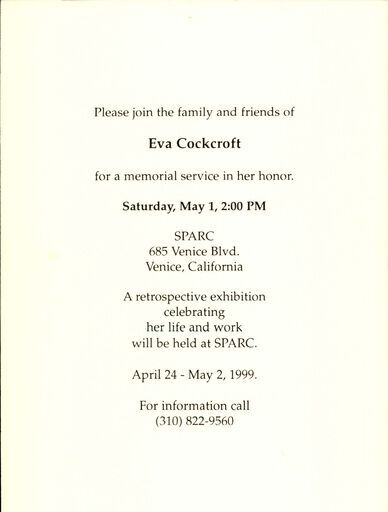 Please join the family and friends of
Eva Cockcroft
for a memorial service in her honor.
Saturday, May 1, 2:00 PM
SPARC
685 Venice Blvd.
Venice, California
A retrospective exhibition
celebrating
her life and work
will be held at SPARC.
April 24 - May 2, 1999.
For information call
(310) 822-9560